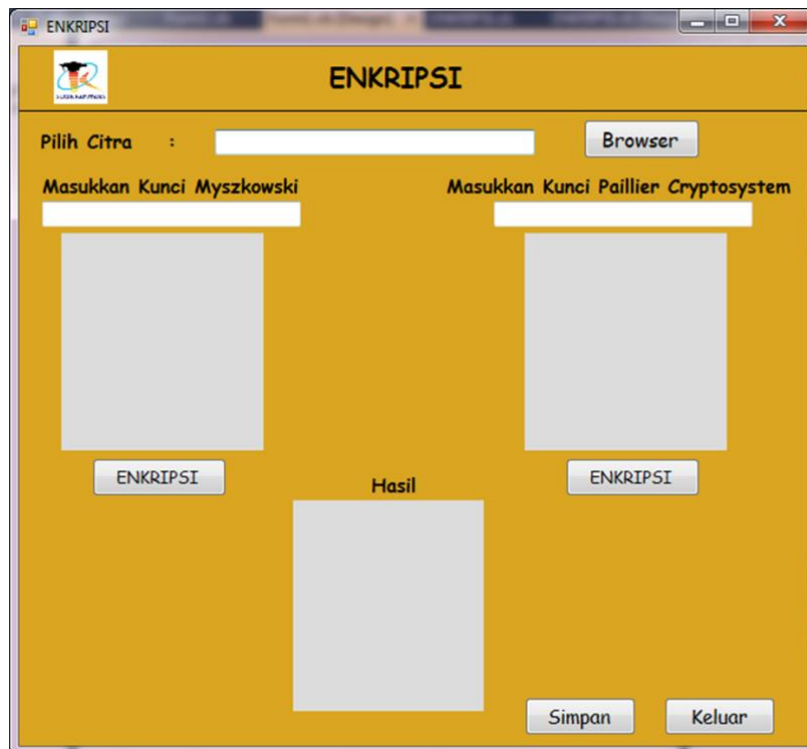 ENKRIPSI
ENKRIPSI
Pilih Citra :
Browser
Masukkan Kunci Myszkowski
Masukkan Kunci Paillier Cryptosystem
ENKRIPSI
ENKRIPSI
Hasil
Simpan
Keluar